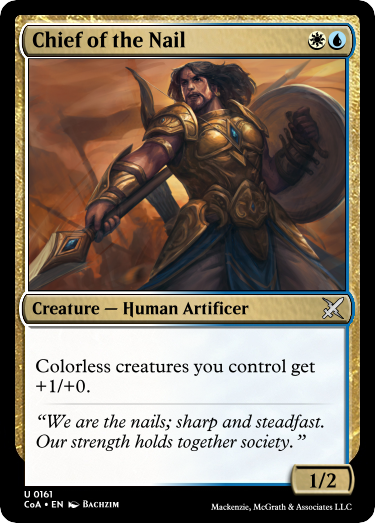 Chief of the Nail
Creature — Human Artificer
Colorless creatures you control get
+1/+0.
“We are the nails; sharp and steadfast.
Our strength holds together society.”
1/2
U 0161
CoA • EN Bachzim
Mackenzie, McGrath & Associates LLC